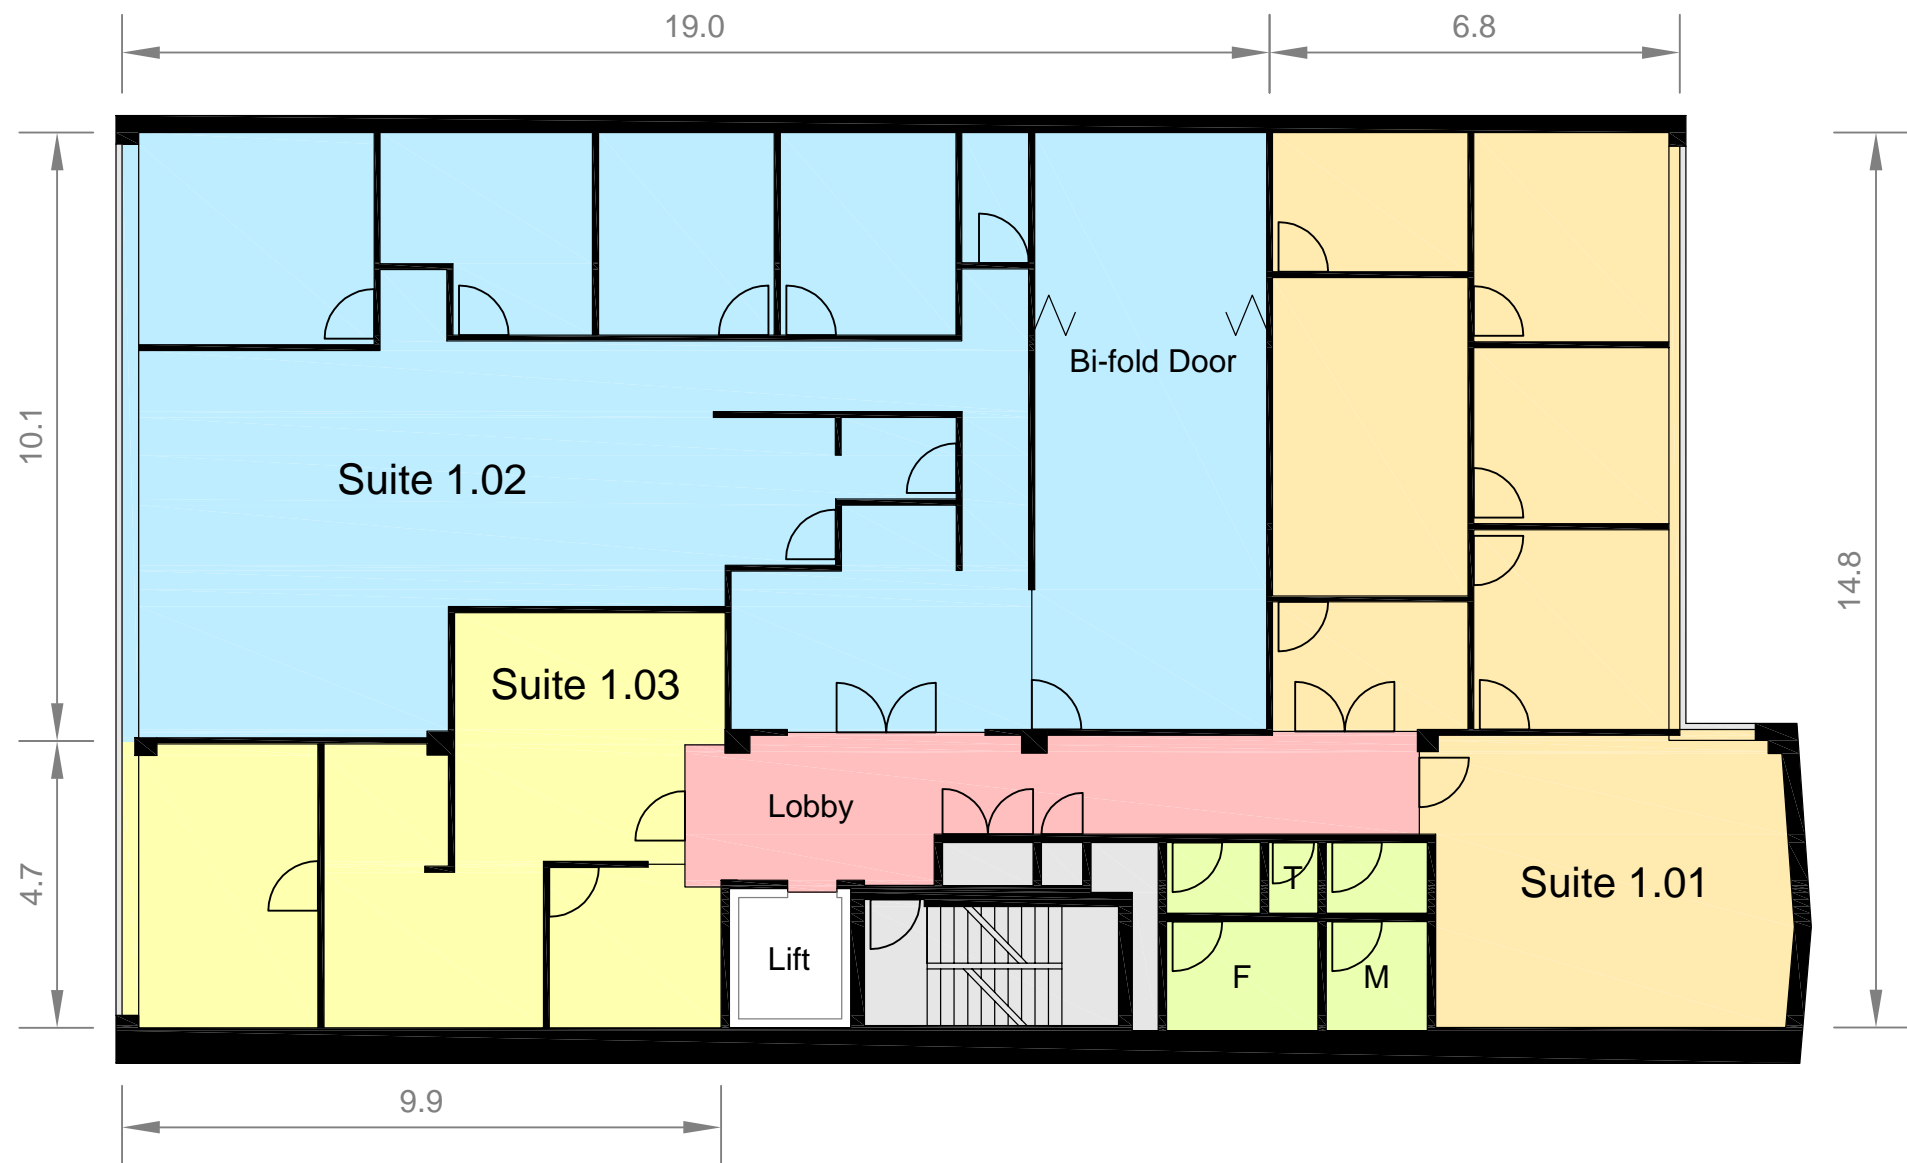 19.0
6.8
10.1
Bi-fold Door
Suite 1.02
14.8
Suite 1.03
Lobby
4.7
T
Suite 1.01
Lift
F
M
9.9